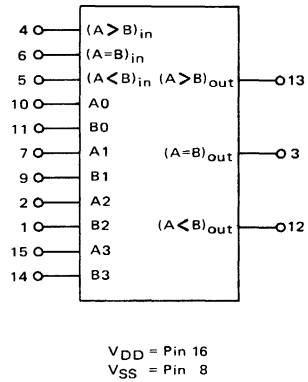 4 (A>B)in
6 (A=B)in
5 (A<B)in (A>B)out 13
10 A0
11 B0
7 A1 (A=B)out 3
9 B1
2 A2
1 B2 (A<B)out 12
15 A3
14 B3
VDD = Pin 16
VSS = Pin 8